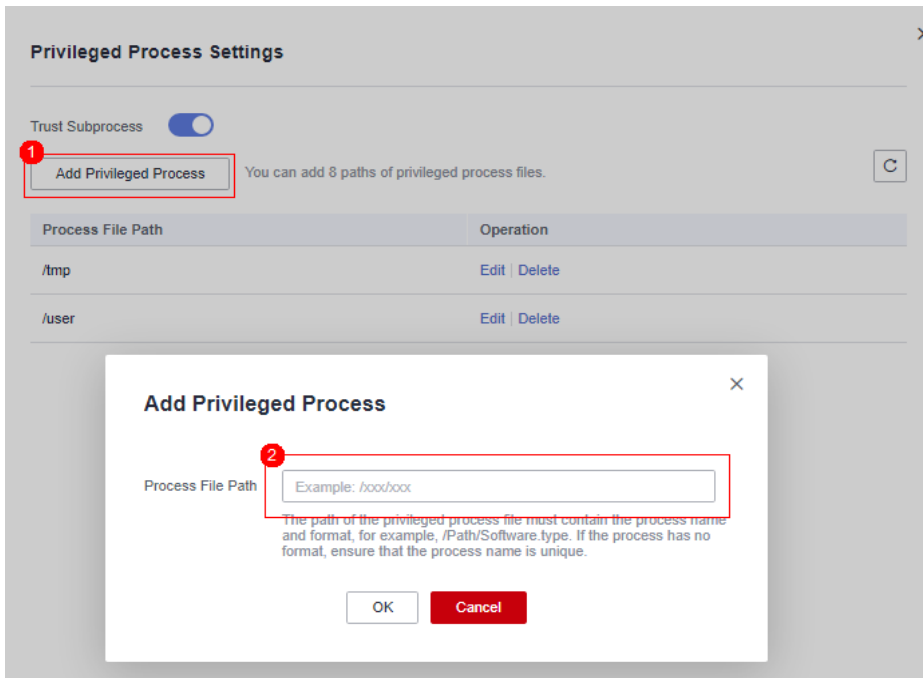 Privileged Process Settings
Trust Subprocess
1
Add Privileged Process You can add 8 paths of privileged process files.
Process File Path Operation
/tmp Edit | Delete
/user Edit | Delete
Add Privileged Process
2
Process File Path Example: /xxx/xxx
The path of the privileged process file must contain the process name
and format, for example, /Path/Software.type. If the process has no
format, ensure that the process name is unique.
OK Cancel